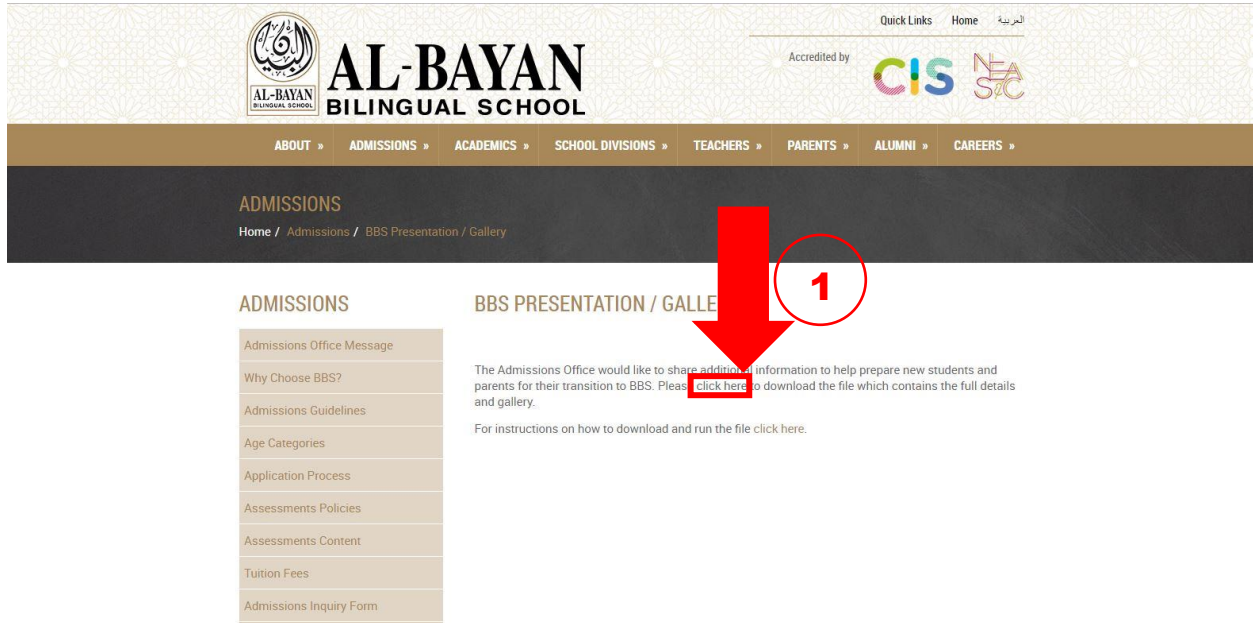 Quick Links Home العربية
البيان
AL-BAYAN
BILINGUAL SCHOOL
AL-BAYAN
BILINGUAL SCHOOL
Accredited by
CIS
NEASC
ABOUT » ADMISSIONS » ACADEMICS » SCHOOL DIVISIONS » TEACHERS » PARENTS » ALUMNI » CAREERS »
ADMISSIONS
Home / Admissions / BBS Presentation / Gallery
1
ADMISSIONS
Admissions Office Message
Why Choose BBS?
Admissions Guidelines
Age Categories
Application Process
Assessments Policies
Assessments Content
Tuition Fees
Admissions Inquiry Form
BBS PRESENTATION / GALLE
The Admissions Office would like to share additional information to help prepare new students and
parents for their transition to BBS. Please click here to download the file which contains the full details
and gallery.
For instructions on how to download and run the file click here.